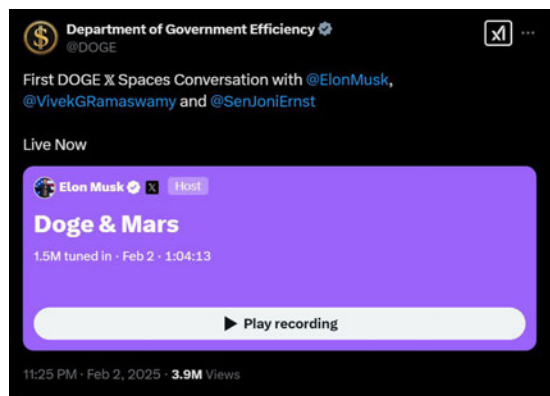 Department of Government Efficiency
@DOGE
First DOGE X Spaces Conversation with @ElonMusk,
@VivekGRamaswamy and @SenJoniErnst
Live Now
Elon Musk X Host
Doge & Mars
1.5M tuned in · Feb 2 · 1:04:13
Play recording
11:25 PM · Feb 2, 2025 · 3.9M Views